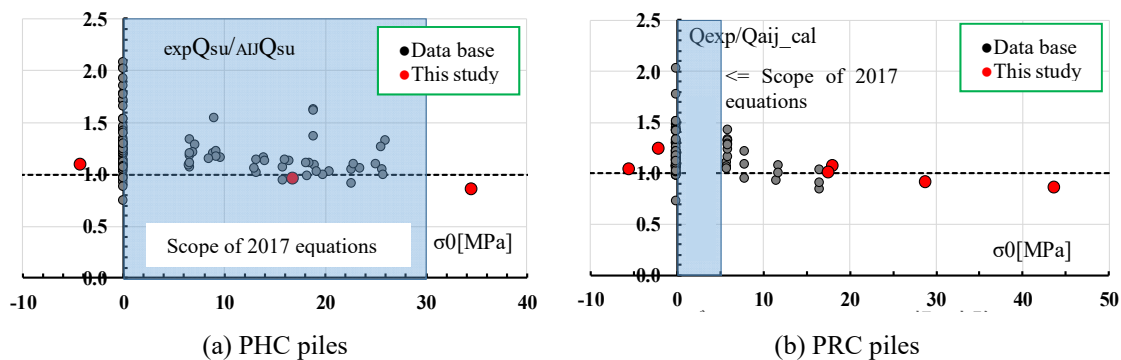 2.5
2.0
1.5
1.0
0.5
1.0
-10
0
10
20
30
40
expQsu/AIJQsu
Data base
This study
Scope of 2017 equations
σ0[MPa]
(a) PHC piles
2.5
2.0
1.5
1.0
0.5
1.0
-10
0
10
20
30
40
50
Qexp/Qaij_cal
Data base
This study
<= Scope of 2017
equations
σ0[MPa]
(b) PRC piles